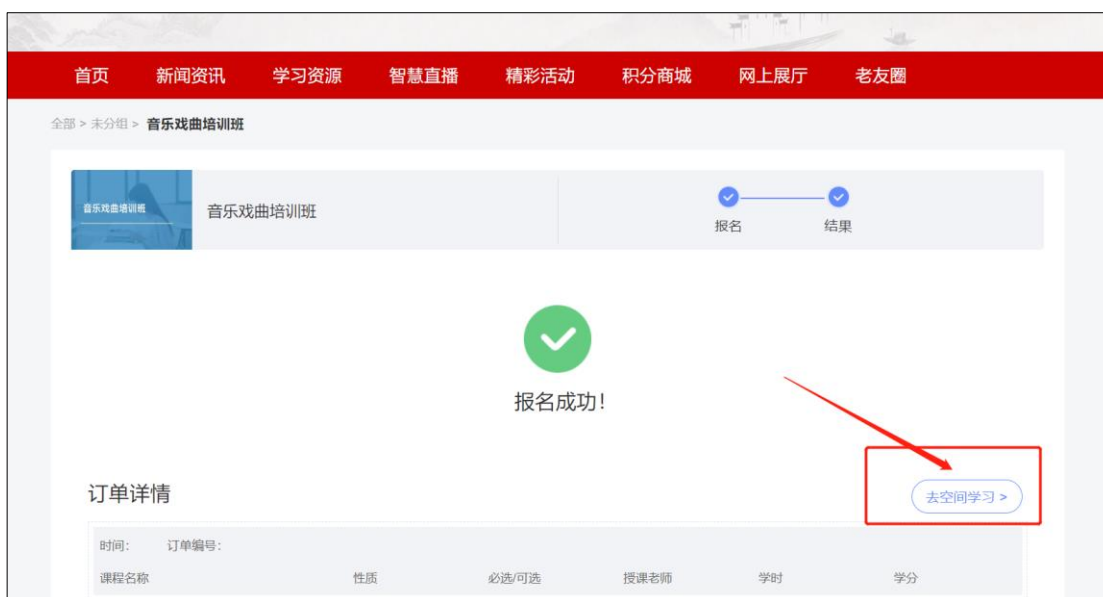 首页 新闻资讯 学习资源 智慧直播 精彩活动 积分商城 网上展厅 老友圈
全部 > 未分组 > 音乐戏曲培训班
音乐戏曲培训班
音乐戏曲培训班
报名 结果
报名成功！
订单详情
去空间学习 >
时间： 订单编号：
课程名称 性质 必选/可选 授课老师 学时 学分